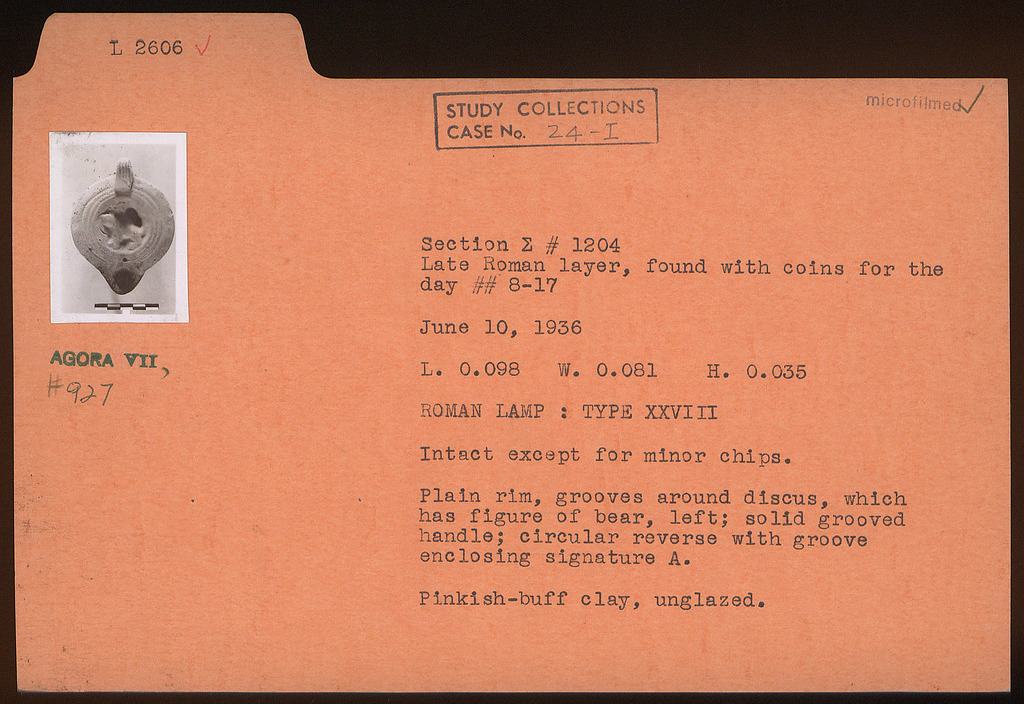 L 2606 ✓
STUDY COLLECTIONS
CASE No. 24-I
microfilmed ✓
Section Σ # 1204
Late Roman layer, found with coins for the
day ## 8-17
June 10, 1936
L. 0.098 W. 0.081 H. 0.035
ROMAN LAMP : TYPE XXVIII
Intact except for minor chips.
Plain rim, grooves around discus, which
has figure of bear, left; solid grooved
handle; circular reverse with groove
enclosing signature A.
Pinkish-buff clay, unglazed.
AGORA VII,
#927